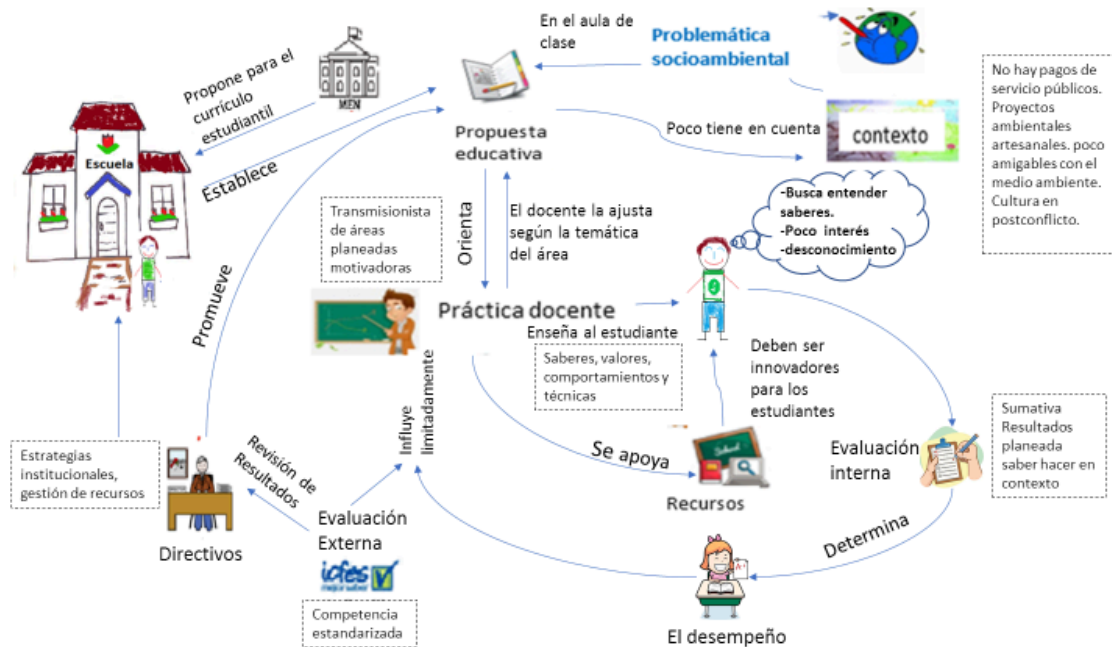 En el aula de
clase
Problemática
socioambiental
No hay pagos de
servicio públicos.
Proyectos
ambientales
artesanales. poco
amigables con el
medio ambiente.
Cultura en
postconflicto.
Propone para el
currículo
estudiantil
MEN
Escuela
Establece
Propuesta
educativa
Poco tiene en cuenta
contexto
-Busca entender
saberes.
-Poco interés
-desconocimiento
Transmisionista
de áreas
planeadas
motivadoras
Orienta
El docente la ajusta
según la temática
del área
Promueve
Práctica docente
Enseña al estudiante
Saberes, valores,
comportamientos y
técnicas
Deben ser
innovadores
para los
estudiantes
Influye
limitadamente
Se apoya
School
Recursos
Evaluación
interna
Sumativa
Resultados
planeada
saber hacer en
contexto
Estrategias
institucionales,
gestión de recursos
Revisión de
Resultados
Directivos
Evaluación
Externa
icfes
mejor saber
Competencia
estandarizada
Determina
El desempeño